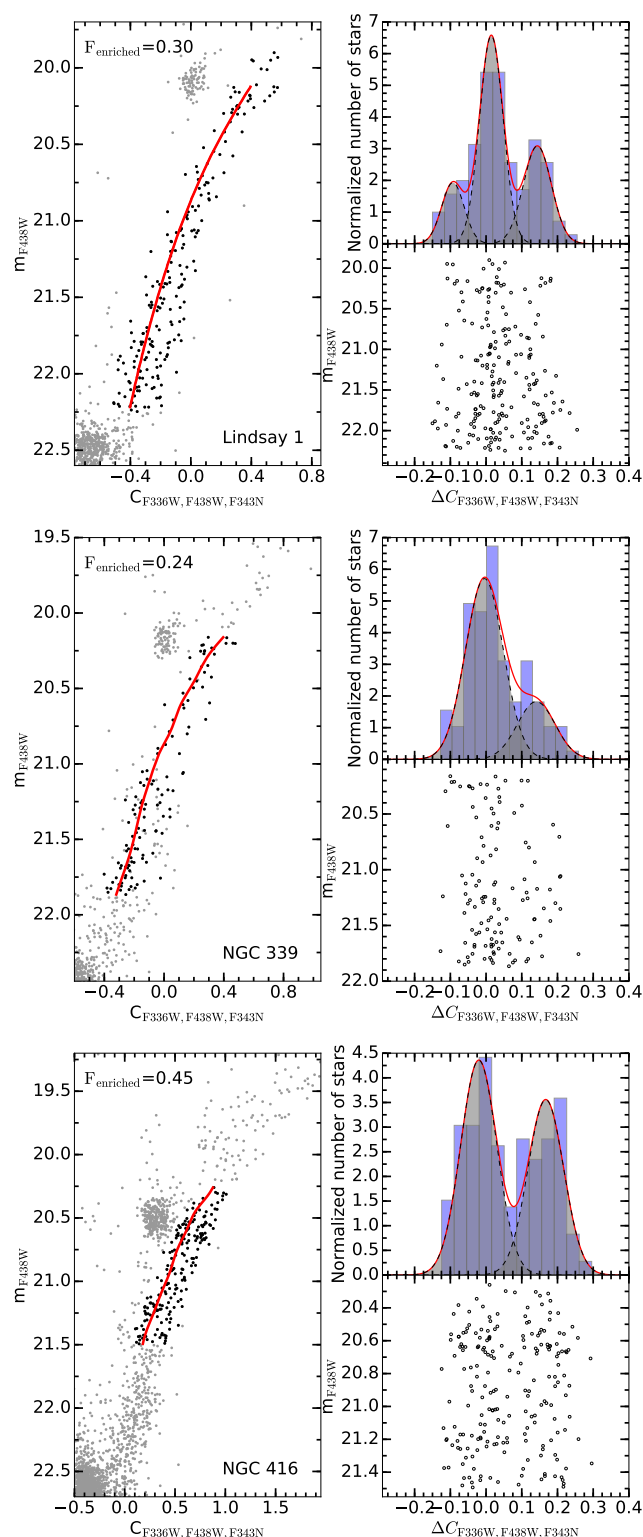 F_enriched=0.30
20.0
20.5
21.0
21.5
22.0
22.5
m_F438W
Lindsay 1
−0.4 0.0 0.4 0.8
C_F336W, F438W, F343N
7
6
5
4
3
2
1
0
Normalized number of stars
20.0
20.5
21.0
21.5
22.0
m_F438W
−0.2 −0.1 0.0 0.1 0.2 0.3 0.4
ΔC_F336W, F438W, F343N
19.5
F_enriched=0.24
20.0
20.5
21.0
21.5
22.0
m_F438W
NGC 339
−0.4 0.0 0.4 0.8
C_F336W, F438W, F343N
7
6
5
4
3
2
1
0
Normalized number of stars
20.5
21.0
21.5
22.0
m_F438W
−0.2 −0.1 0.0 0.1 0.2 0.3 0.4
ΔC_F336W, F438W, F343N
F_enriched=0.45
19.5
20.0
20.5
21.0
21.5
22.0
22.5
m_F438W
NGC 416
−0.5 0.0 0.5 1.0 1.5
C_F336W, F438W, F343N
4.5
4.0
3.5
3.0
2.5
2.0
1.5
1.0
0.5
0.0
Normalized number of stars
20.4
20.6
20.8
21.0
21.2
21.4
m_F438W
−0.2 −0.1 0.0 0.1 0.2 0.3 0.4
ΔC_F336W, F438W, F343N